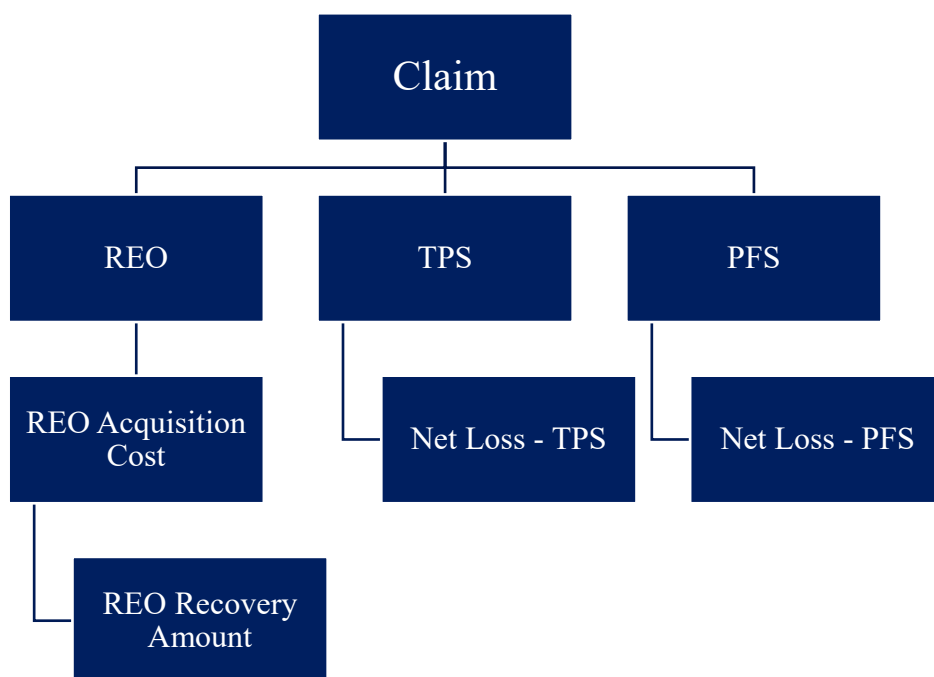 Claim
REO
TPS
PFS
REO Acquisition
Cost
Net Loss - TPS
Net Loss - PFS
REO Recovery
Amount